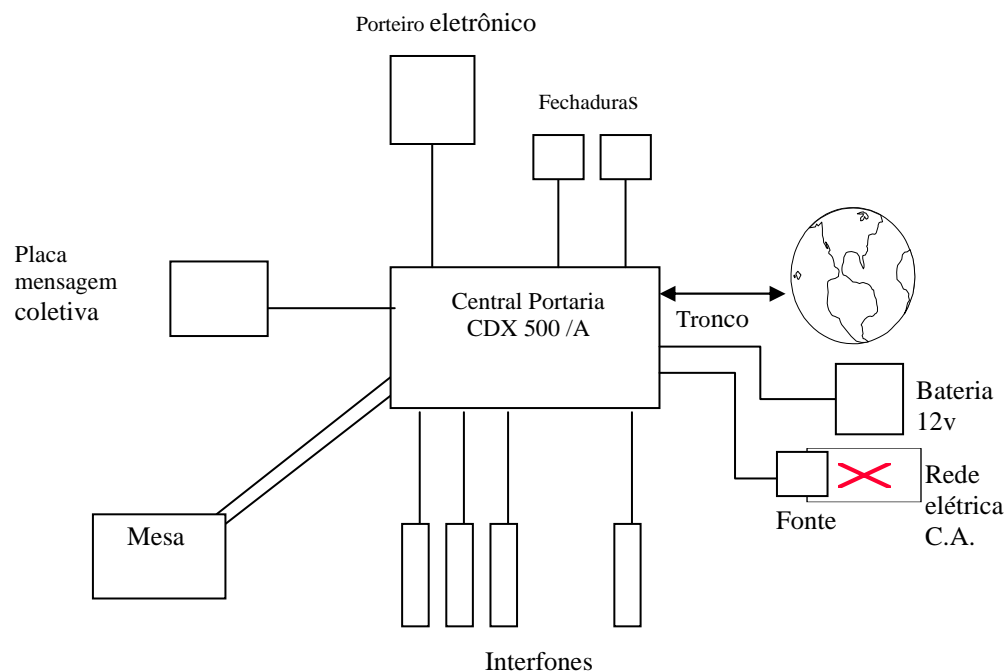 Porteiro eletrônico
Fechaduras
Placa
mensagem
coletiva
Central Portaria
CDX 500 /A
Tronco
Bateria
12v
Rede
elétrica
C.A.
Fonte
Mesa
Interfones